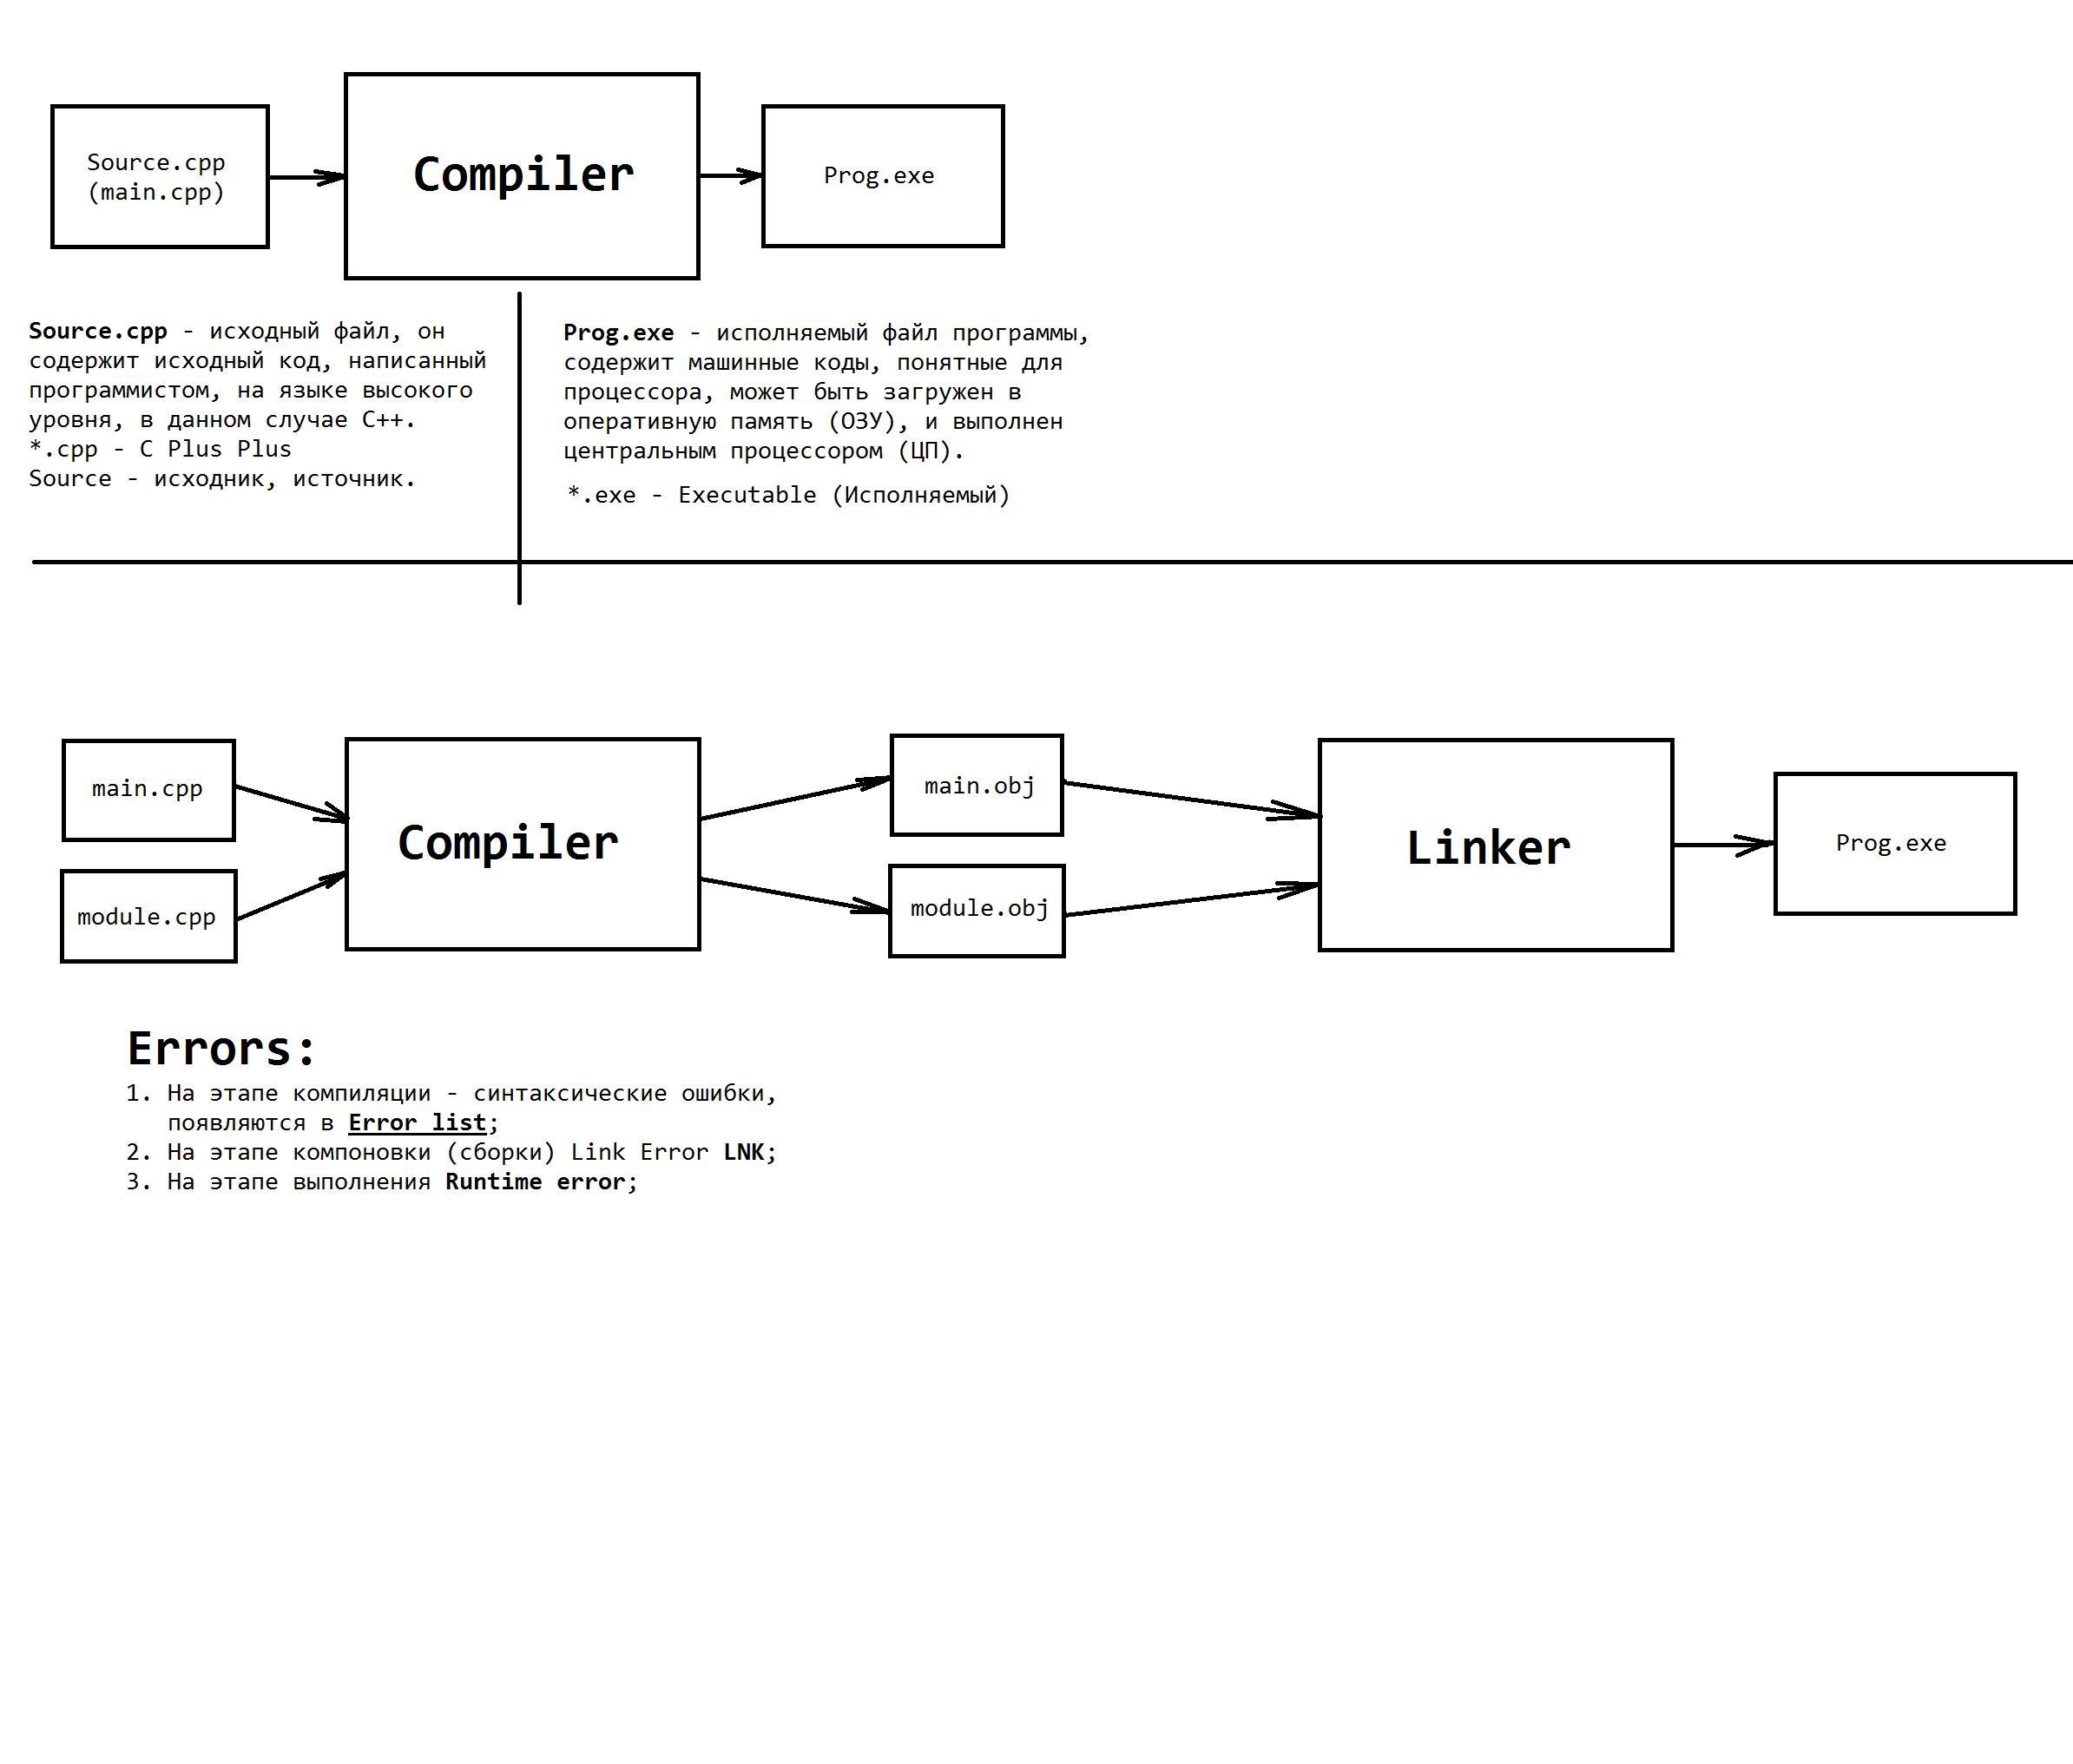 Source.cpp
(main.cpp)
Compiler
Prog.exe
Source.cpp - исходный файл, он
содержит исходный код, написанный
программистом, на языке высокого
уровня, в данном случае C++.
*.cpp - C Plus Plus
Source - исходник, источник.
Prog.exe - исполняемый файл программы,
содержит машинные коды, понятные для
процессора, может быть загружен в
оперативную память (ОЗУ), и выполнен
центральным процессором (ЦП).
*.exe - Executable (Исполняемый)
main.cpp
module.cpp
Compiler
main.obj
module.obj
Linker
Prog.exe
Errors:
1. На этапе компиляции - синтаксические ошибки,
появляются в Error list;
2. На этапе компоновки (сборки) Link Error LNK;
3. На этапе выполнения Runtime error;